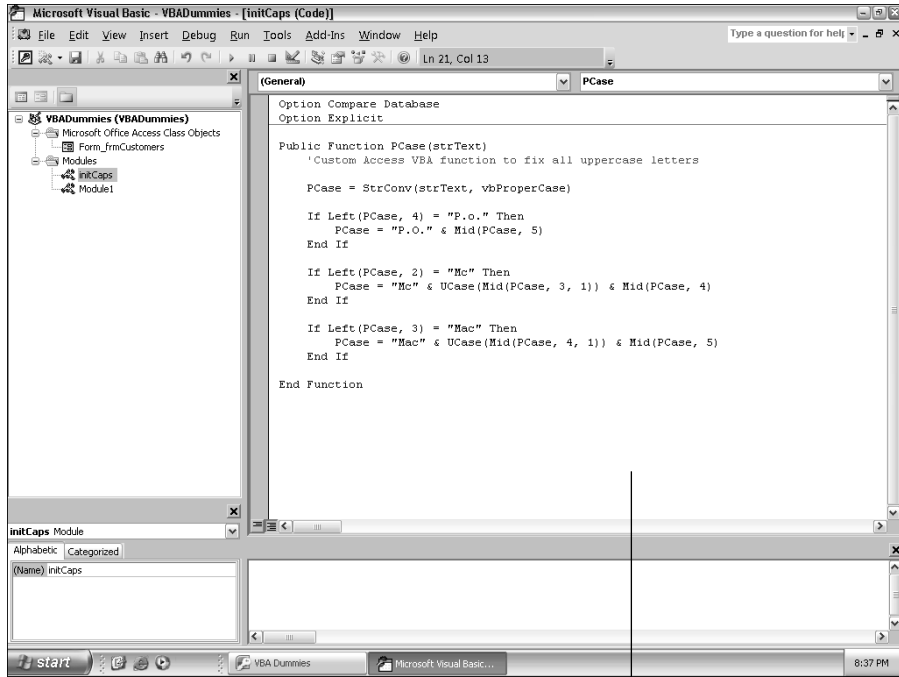 Microsoft Visual Basic - VBADummies - [initCaps (Code)]
File Edit View Insert Debug Run Tools Add-Ins Window Help
Type a question for help
Ln 21, Col 13
(General)
PCase
VBADummies (VBADummies)
Microsoft Office Access Class Objects
Form_frmCustomers
Modules
initCaps
Module1
Option Compare Database
Option Explicit
Public Function PCase(strText)
'Custom Access VBA function to fix all uppercase letters
PCase = StrConv(strText, vbProperCase)
If Left(PCase, 4) = "P.o." Then
PCase = "P.O." & Mid(PCase, 5)
End If
If Left(PCase, 2) = "Mc" Then
PCase = "Mc" & UCase(Mid(PCase, 3, 1)) & Mid(PCase, 4)
End If
If Left(PCase, 3) = "Mac" Then
PCase = "Mac" & UCase(Mid(PCase, 4, 1)) & Mid(PCase, 5)
End If
End Function
initCaps Module
Alphabetic Categorized
(Name) initCaps
start
VBA Dummies
Microsoft Visual Basic...
8:37 PM